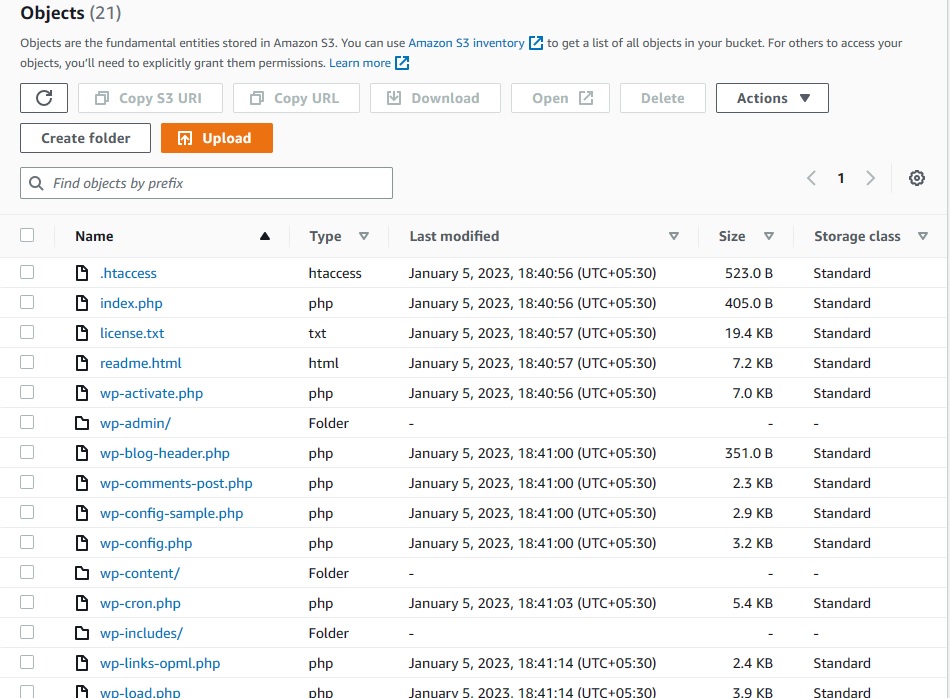 Objects (21)
Objects are the fundamental entities stored in Amazon S3. You can use Amazon S3 inventory to get a list of all objects in your bucket. For others to access your
objects, you'll need to explicitly grant them permissions. Learn more
Copy S3 URI Copy URL Download Open Delete Actions
Create folder Upload
Find objects by prefix 1
Name Type Last modified Size Storage class
.htaccess htaccess January 5, 2023, 18:40:56 (UTC+05:30) 523.0 B Standard
index.php php January 5, 2023, 18:40:56 (UTC+05:30) 405.0 B Standard
license.txt txt January 5, 2023, 18:40:57 (UTC+05:30) 19.4 KB Standard
readme.html html January 5, 2023, 18:40:57 (UTC+05:30) 7.2 KB Standard
wp-activate.php php January 5, 2023, 18:40:56 (UTC+05:30) 7.0 KB Standard
wp-admin/ Folder - - -
wp-blog-header.php php January 5, 2023, 18:41:00 (UTC+05:30) 351.0 B Standard
wp-comments-post.php php January 5, 2023, 18:41:00 (UTC+05:30) 2.3 KB Standard
wp-config-sample.php php January 5, 2023, 18:41:00 (UTC+05:30) 2.9 KB Standard
wp-config.php php January 5, 2023, 18:41:00 (UTC+05:30) 3.2 KB Standard
wp-content/ Folder - - -
wp-cron.php php January 5, 2023, 18:41:03 (UTC+05:30) 5.4 KB Standard
wp-includes/ Folder - - -
wp-links-opml.php php January 5, 2023, 18:41:14 (UTC+05:30) 2.4 KB Standard
wp-load.php php January 5, 2023, 18:41:14 (UTC+05:30) 3.9 KB Standard